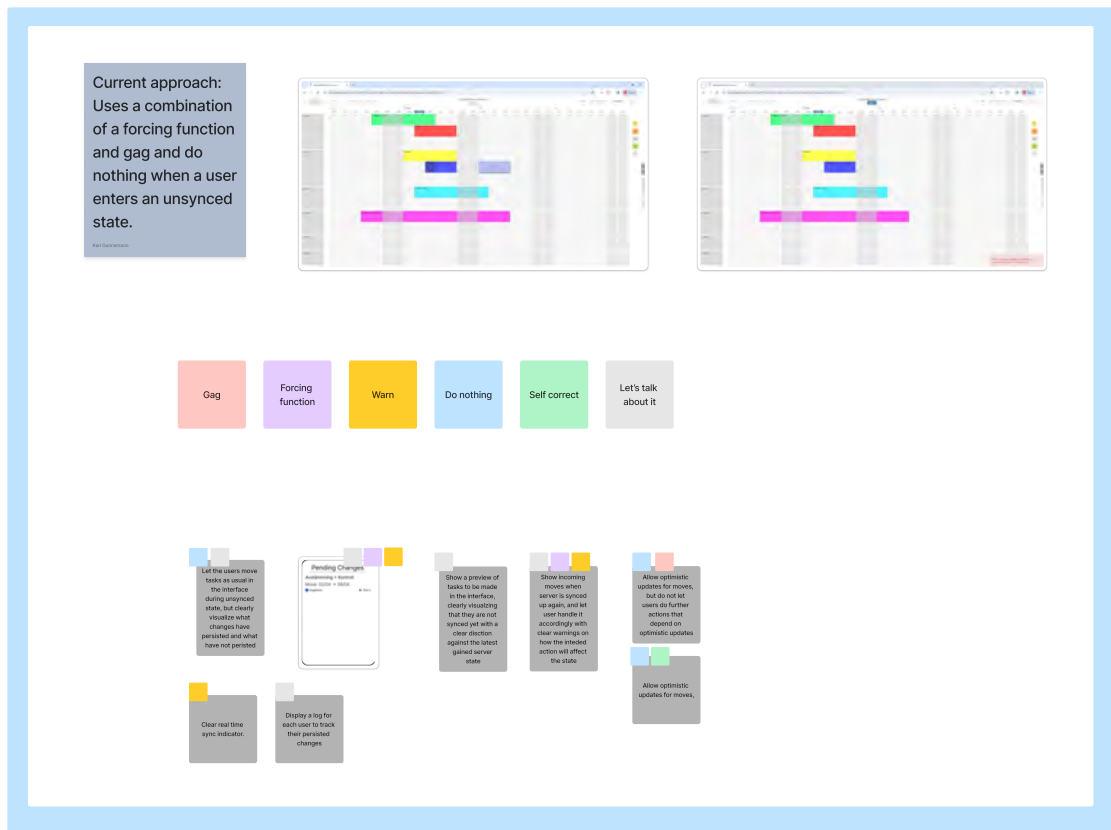 Current approach:
Uses a combination
of a forcing function
and gag and do
nothing when a user
enters an unsynced
state.
Gag
Forcing
function
Warn
Do nothing
Self correct
Let's talk
about it
Let the users move
tasks as usual in
the interface
during unsynced
state, but clearly
visualize what
changes have
persisted and what
have not peristed
Pending Changes
Show a preview of
tasks to be made
in the interface,
clearly visualzing
that they are not
synced yet with a
clear disction
against the latest
gained server
state
Show incoming
moves when
server is synced
up again, and let
user handle it
accordingly with
clear warnings on
how the inteded
action will affect
the state
Allow optimistic
updates for moves,
but do not let
users do further
actions that
depend on
optimistic updates
Allow optimistic
updates for moves,
Clear real time
sync indicator.
Display a log for
each user to track
their persisted
changes